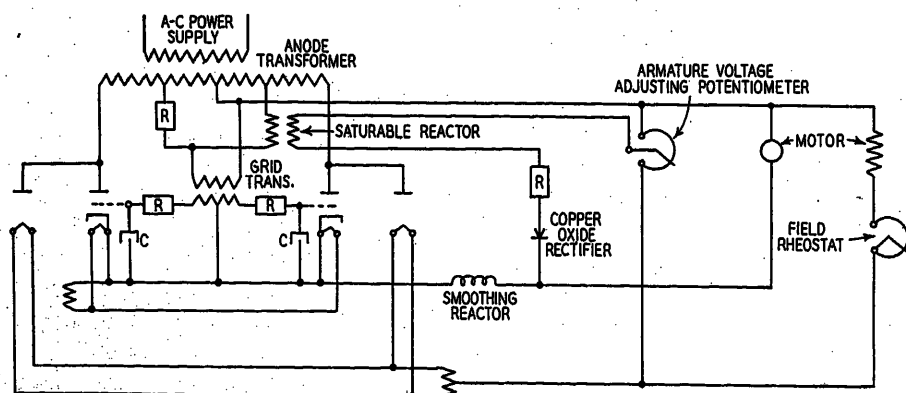 A-C POWER
SUPPLY
ANODE
TRANSFORMER
ARMATURE VOLTAGE
ADJUSTING POTENTIOMETER
R
SATURABLE REACTOR
MOTOR
GRID
TRANS.
R
R
R
C
C
COPPER
OXIDE
RECTIFIER
FIELD
RHEOSTAT
SMOOTHING
REACTOR